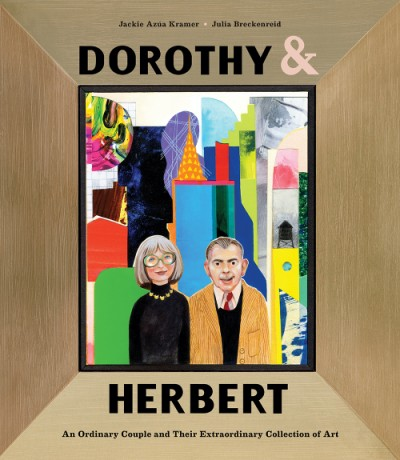 Jackie Azúa Kramer • Julia Breckenreid
DOROTHY &
HERBERT
An Ordinary Couple and Their Extraordinary Collection of Art